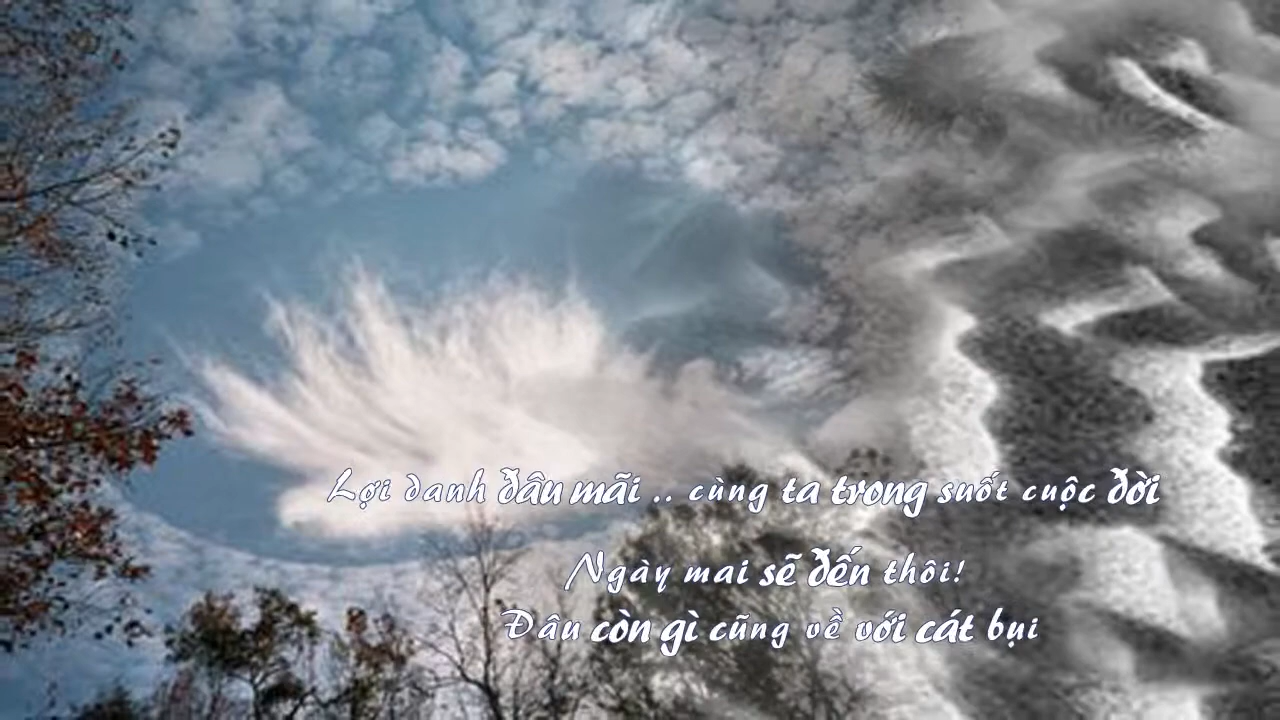 Lợi danh đâu mãi .. cùng ta trong suốt cuộc đời
Ngày mai sẽ đến thôi!
Đâu còn gì cũng về với cát bụi